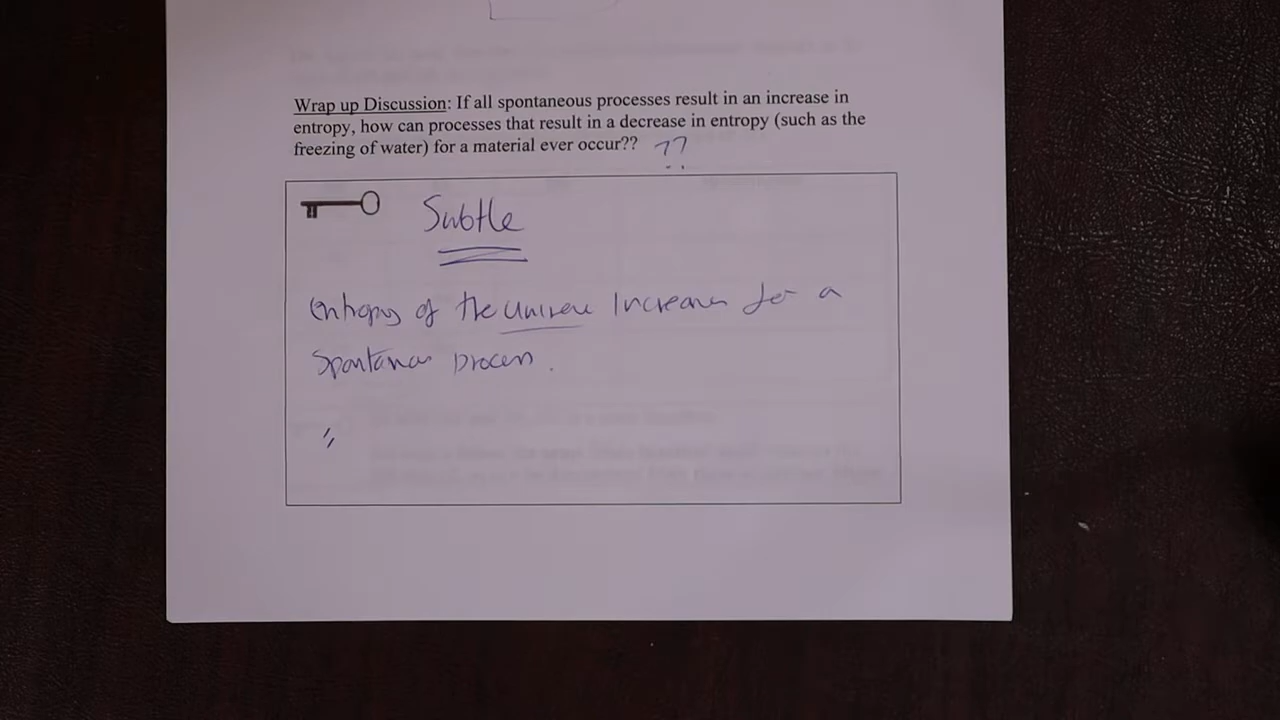 Wrap up Discussion: If all spontaneous processes result in an increase in
entropy, how can processes that result in a decrease in entropy (such as the
freezing of water) for a material ever occur?? ??
Subtle
entropy of the universe increases for a
spontaneous process.